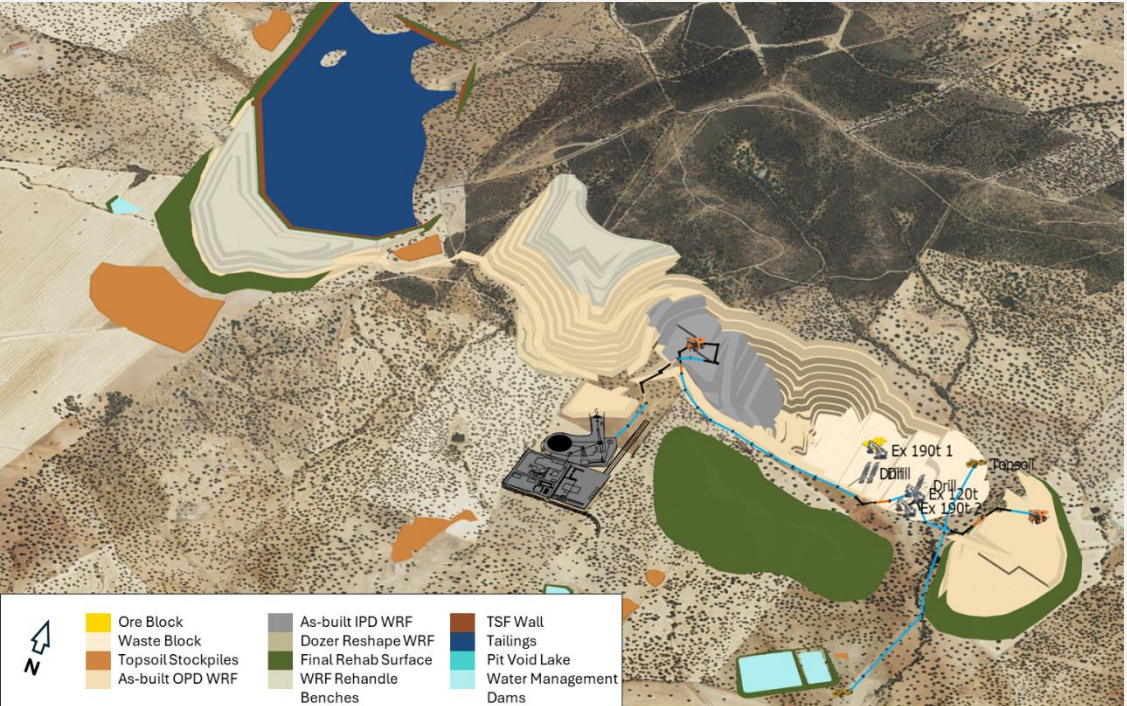 Ex 190t 1
Topsoil
Drill
Drill
Ex 120t
Ex 190t 2
N
Ore Block
Waste Block
Topsoil Stockpiles
As-built OPD WRF
As-built IPD WRF
Dozer Reshape WRF
Final Rehab Surface
WRF Rehandle
Benches
TSF Wall
Tailings
Pit Void Lake
Water Management
Dams